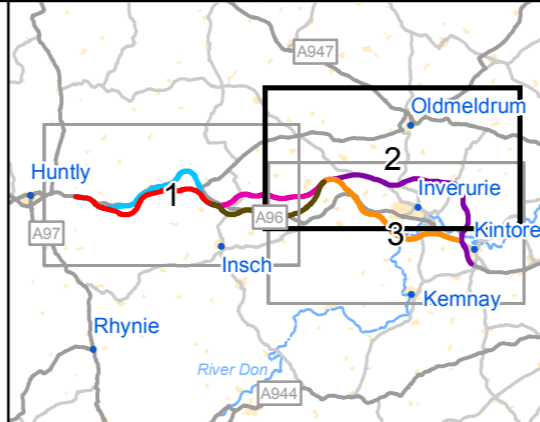 A947
Oldmeldrum
2
Huntly
1
Inverurie
A96
3
Kintore
A97
Insch
Kemnay
Rhynie
River Don
A944